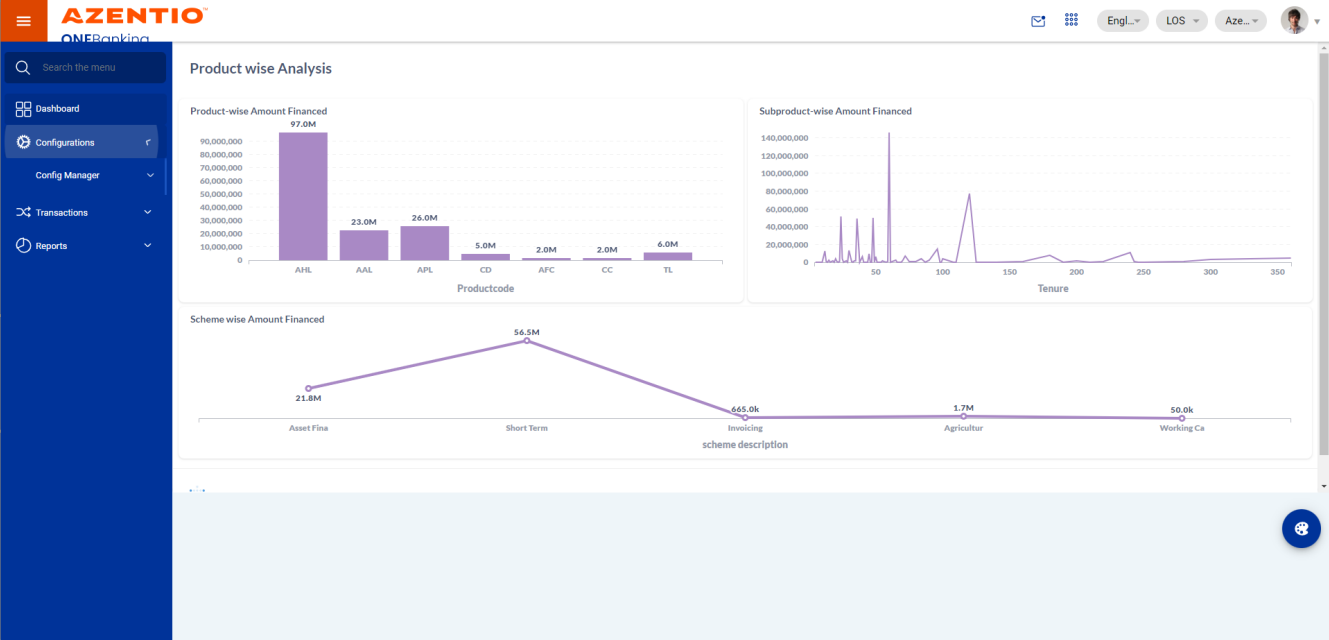 AZENTIO
ONEBanking
Engl...
LOS
Aze...
Search the menu
Dashboard
Configurations
Config Manager
Transactions
Reports
Product wise Analysis
Product-wise Amount Financed
97.0M
90,000,000
80,000,000
70,000,000
60,000,000
50,000,000
40,000,000
30,000,000
20,000,000
10,000,000
0
23.0M
26.0M
5.0M
2.0M
2.0M
6.0M
AHL AAL APL CD AFC CC TL
Productcode
Subproduct-wise Amount Financed
140,000,000
120,000,000
100,000,000
80,000,000
60,000,000
40,000,000
20,000,000
0
50 100 150 200 250 300 350
Tenure
Scheme wise Amount Financed
56.5M
21.8M
665.0k
1.7M
50.0k
Asset Fina Short Term Invoicing Agricultur Working Ca
scheme description